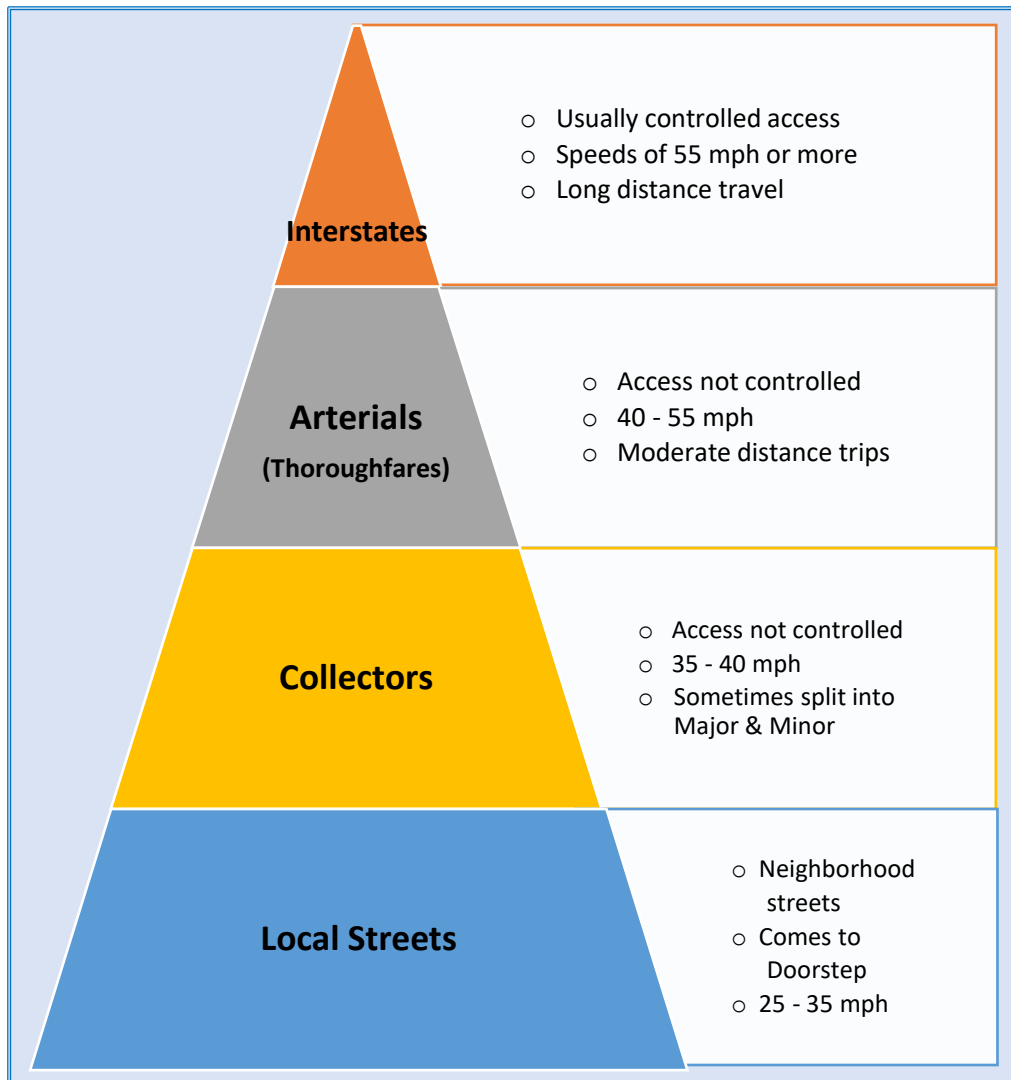 Interstates
o Usually controlled access
o Speeds of 55 mph or more
o Long distance travel
Arterials
(Thoroughfares)
o Access not controlled
o 40 - 55 mph
o Moderate distance trips
Collectors
o Access not controlled
o 35 - 40 mph
o Sometimes split into
Major & Minor
Local Streets
o Neighborhood
streets
o Comes to
Doorstep
o 25 - 35 mph